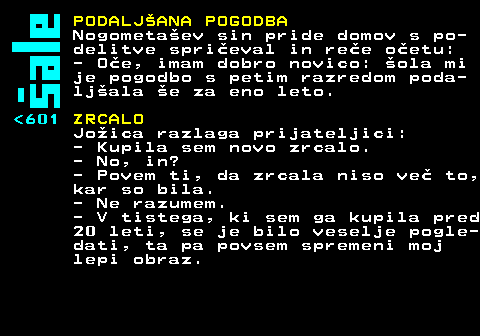 Šale
PODALJŠANA POGODBA
Nogometašev sin pride domov s po-
delitve spričeval in reče očetu:
- Oče, imam dobro novico: šola mi
je pogodbo s petim razredom poda-
ljšala še za eno leto.
<601 ZRCALO
Jožica razlaga prijateljici:
- Kupila sem novo zrcalo.
- No, in?
- Povem ti, da zrcala niso več to,
kar so bila.
- Ne razumem.
- V tistega, ki sem ga kupila pred
20 leti, se je bilo veselje pogle-
dati, ta pa povsem spremeni moj
lepi obraz.